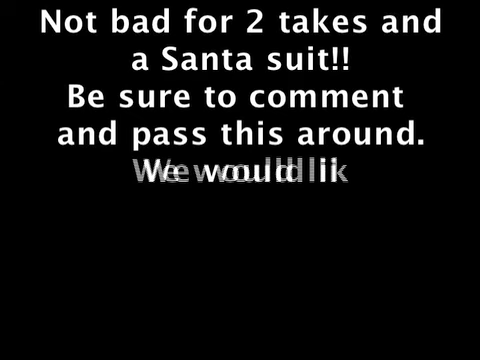 Not bad for 2 takes and
a Santa suit!!
Be sure to comment
and pass this around.
We would